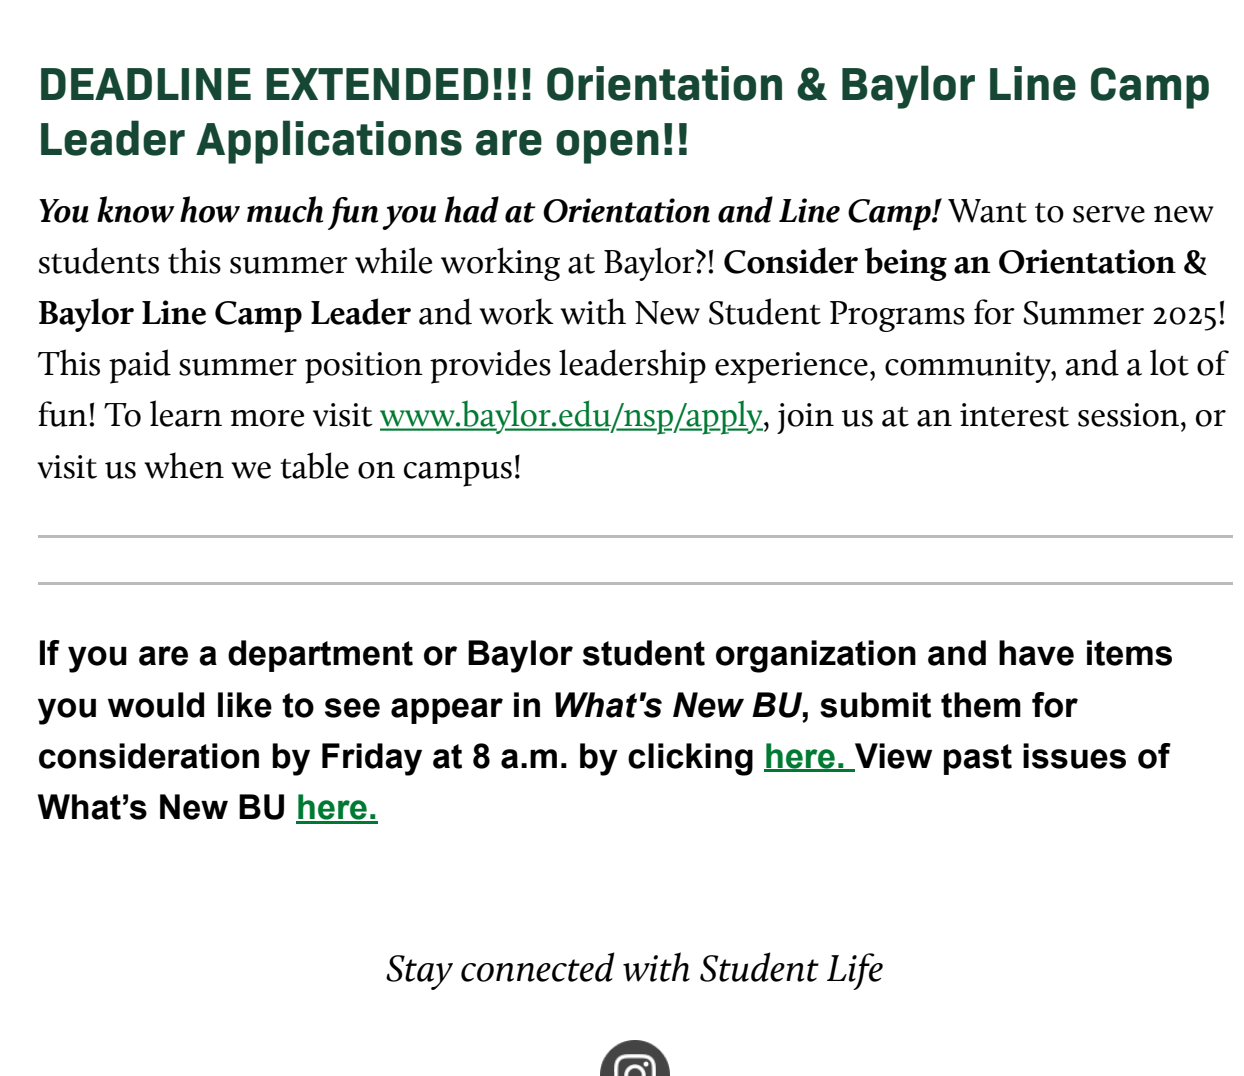 DEADLINE EXTENDED!!! Orientation & Baylor Line Camp
Leader Applications are open!!
You know how much fun you had at Orientation and Line Camp! Want to serve new
students this summer while working at Baylor?! Consider being an Orientation &
Baylor Line Camp Leader and work with New Student Programs for Summer 2025!
This paid summer position provides leadership experience, community, and a lot of
fun! To learn more visit www.baylor.edu/nsp/apply, join us at an interest session, or
visit us when we table on campus!
If you are a department or Baylor student organization and have items
you would like to see appear in What's New BU, submit them for
consideration by Friday at 8 a.m. by clicking here. View past issues of
What’s New BU here.
Stay connected with Student Life